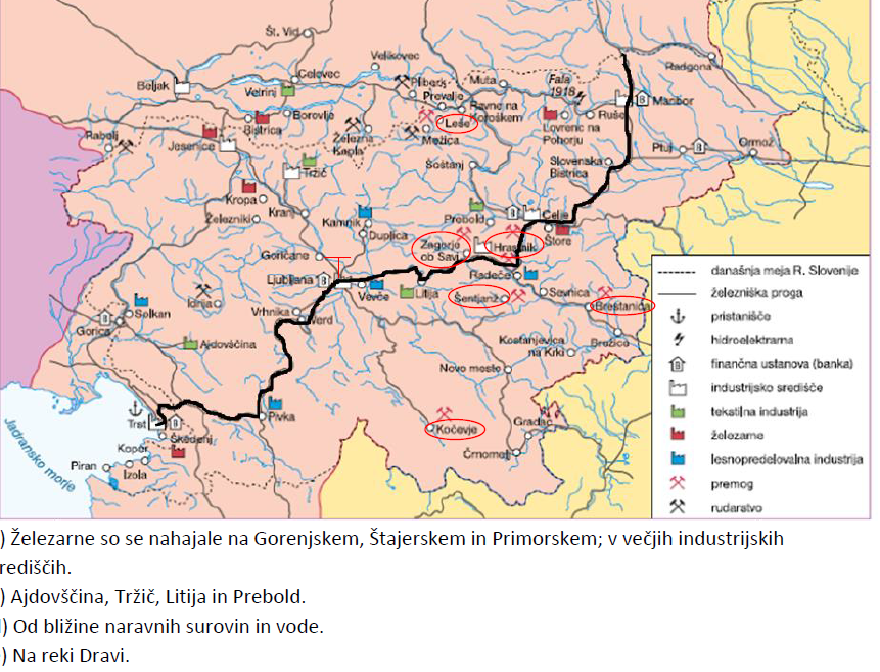 Št. Vid
Velikovec
Celovec
Radgona
Beljak
Vetrinj
Pliberk
Prevalje
Muta
Fala
1918
Ravne na
Koroškem
Ruše
Maribor
Borovlje
Bistrica
Leše
Lovrenc na
Pohorju
Rabelj
Jesenice
Železna
Kapla
Mežica
Ptuj
Ormož
Tržič
Šoštanj
Slovenska
Bistrica
Kropa
Kranj
Železniki
Kamnik
Prebold
Celje
Duplica
Zagorje
ob Savi
Hrastnik
Štore
Goričane
Ljubljana
Radeče
Idrija
Vevče
Litija
Šentjanž
Sevnica
Brestanica
Solkan
Vrhnika
Verd
Gorica
Ajdovščina
Kostanjevica
na Krki
Brežice
Novo mesto
Pivka
Trst
Kočevje
Gradac
Škedenj
Koper
Črnomelj
Jadransko morje
Piran
Izola
današnja meja R. Slovenije
železniška proga
pristanišče
hidroelektrarna
finančna ustanova (banka)
industrijsko središče
tekstilna industrija
železarne
lesnopredelovalna industrija
premog
rudarstvo
) Železarne so se nahajale na Gorenjskem, Štajerskem in Primorskem; v večjih industrijskih
rediščih.
) Ajdovščina, Tržič, Litija in Prebold.
l) Od bližine naravnih surovin in vode.
) Na reki Dravi.